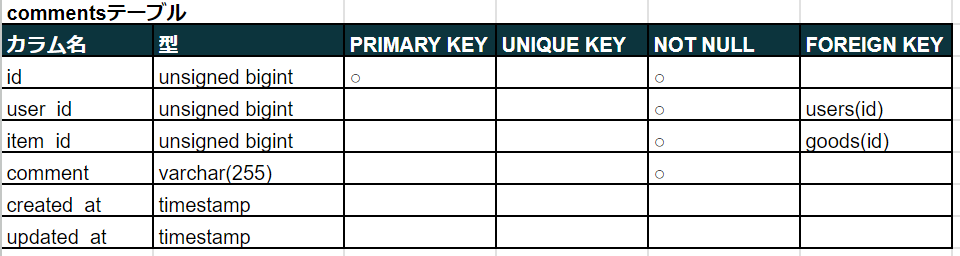 commentsテーブル
カラム名 型 PRIMARY KEY UNIQUE KEY NOT NULL FOREIGN KEY
id unsigned bigint ○ ○
user_id unsigned bigint ○ users(id)
item_id unsigned bigint ○ goods(id)
comment varchar(255) ○
created_at timestamp
updated_at timestamp